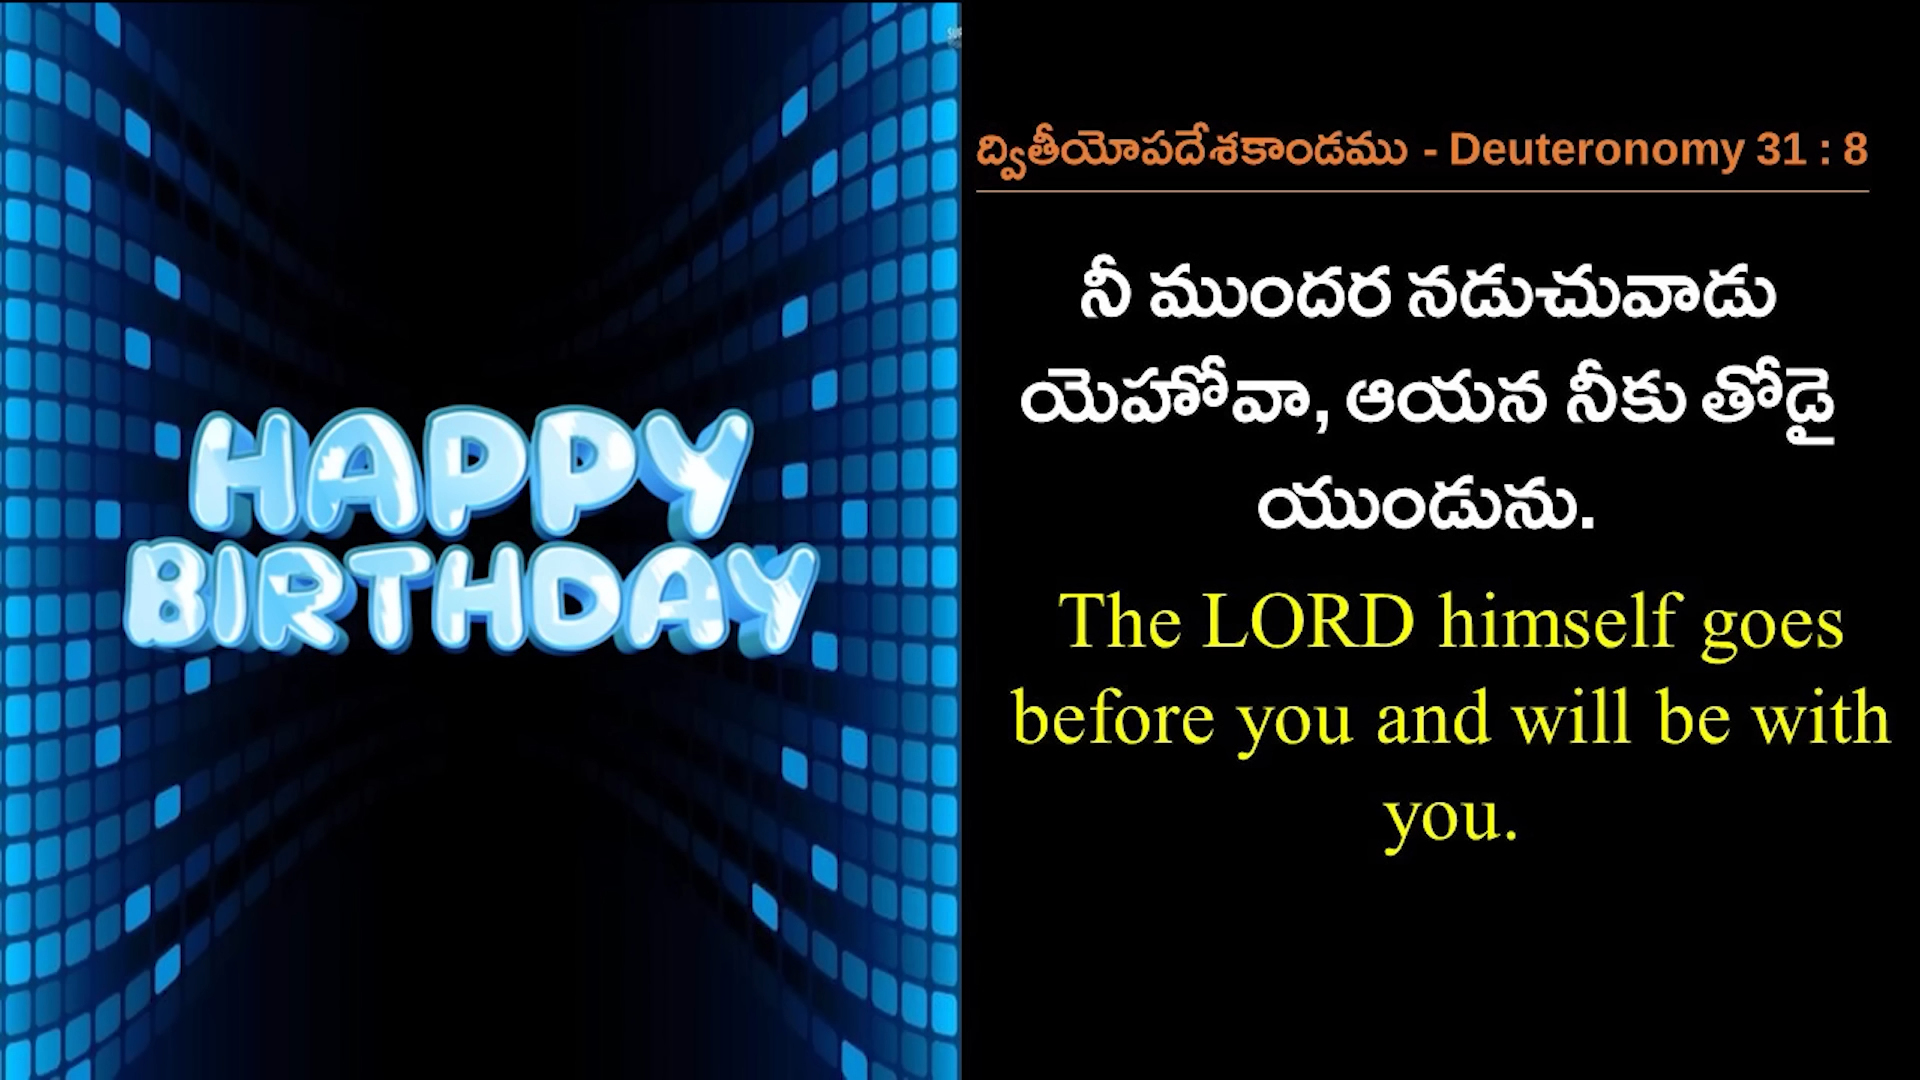 HAPPY
BIRTHDAY
ద్వితీయోపదేశకాండము - Deuteronomy 31 : 8
నీ ముందర నడుచువాడు
యెహోవా, ఆయన నీకు తోడై
యుండును.
The LORD himself goes
before you and will be with
you.